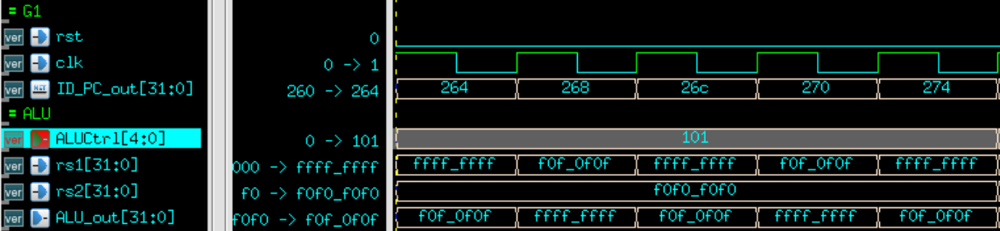 = G1
ver rst 0
ver clk 0 -> 1
ver ID_PC_out[31:0] 260 -> 264 264 268 26c 270 274
= ALU
ver ALUCtrl[4:0] 0 -> 101 101
ver rs1[31:0] 000 -> ffff_ffff ffff_ffff f0f_0f0f ffff_ffff f0f_0f0f ffff_ffff
ver rs2[31:0] f0 -> f0f0_f0f0 f0f0_f0f0
ver ALU_out[31:0] f0f0 -> f0f_0f0f f0f_0f0f ffff_ffff f0f_0f0f ffff_ffff f0f_0f0f